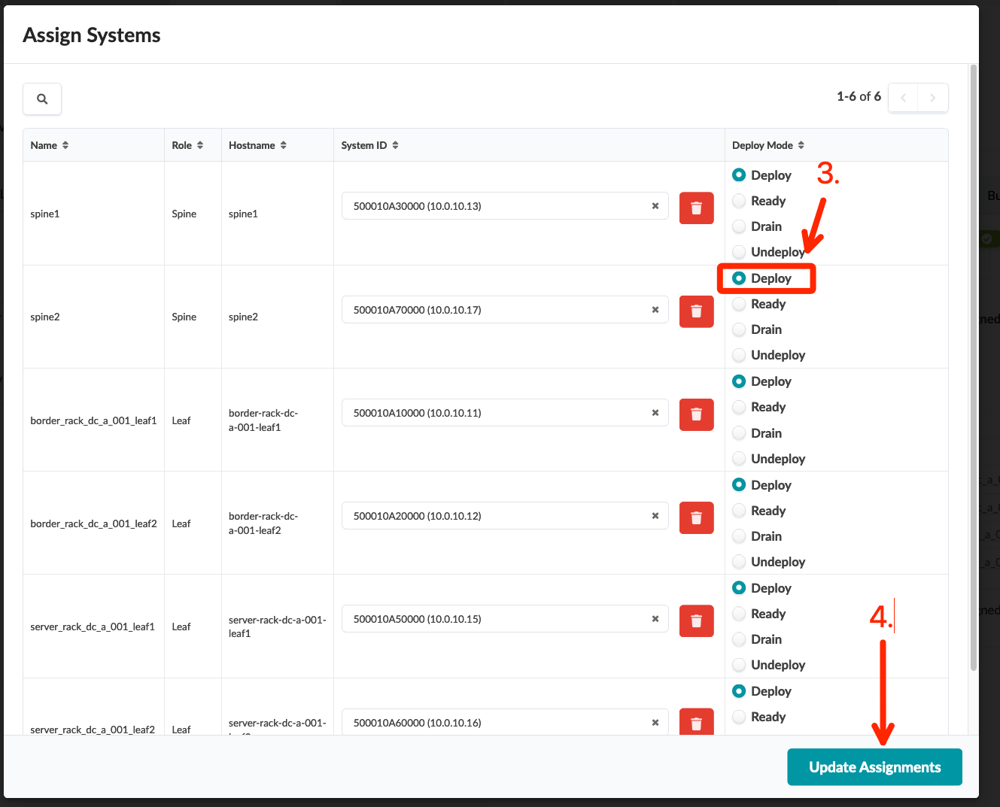 Assign Systems
1-6 of 6
Name Role Hostname System ID Deploy Mode
3.
spine1 Spine spine1 500010A30000 (10.0.10.13)
Deploy
Ready
Drain
Undeploy
spine2 Spine spine2 500010A70000 (10.0.10.17)
Deploy
Ready
Drain
Undeploy
border_rack_dc_a_001_leaf1 Leaf border-rack-dc-
a-001-leaf1
500010A10000 (10.0.10.11)
Deploy
Ready
Drain
Undeploy
border_rack_dc_a_001_leaf2 Leaf border-rack-dc-
a-001-leaf2
500010A20000 (10.0.10.12)
Deploy
Ready
Drain
Undeploy
server_rack_dc_a_001_leaf1 Leaf server-rack-dc-a-001-
leaf1
500010A50000 (10.0.10.15)
Deploy
Ready
Drain
Undeploy
4.
server_rack_dc_a_001_leaf2 Leaf server-rack-dc-a-001-
500010A60000 (10.0.10.16)
Deploy
Ready
Update Assignments